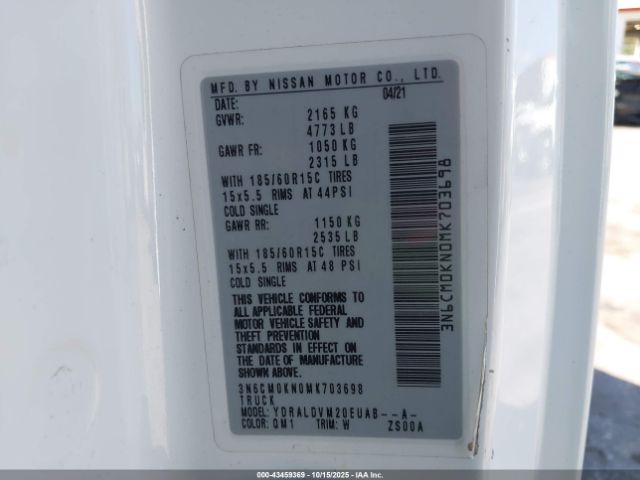 MFD. BY NISSAN MOTOR CO., LTD.
DATE: 04/21
GVWR: 2165 KG
4773 LB
GAWR FR: 1050 KG
2315 LB
WITH 185/60R15C TIRES
15x5.5 RIMS AT 44PSI
COLD SINGLE
GAWR RR: 1150 KG
2535 LB
WITH 185/60R15C TIRES
15x5.5 RIMS AT 48 PSI
COLD SINGLE
THIS VEHICLE CONFORMS TO
ALL APPLICABLE FEDERAL
MOTOR VEHICLE SAFETY AND
THEFT PREVENTION
STANDARDS IN EFFECT ON
THE DATE OF MANUFACTURE
SHOWN ABOVE.
3N6CM0KN0MK703698
TRUCK
MODEL: YDRALDVM20EUAB--A-
COLOR: QM1 TRIM: W ZS00A
3N6CM0KN0MK703698
000-43459369 - 10/15/2025 - IAAI.COM